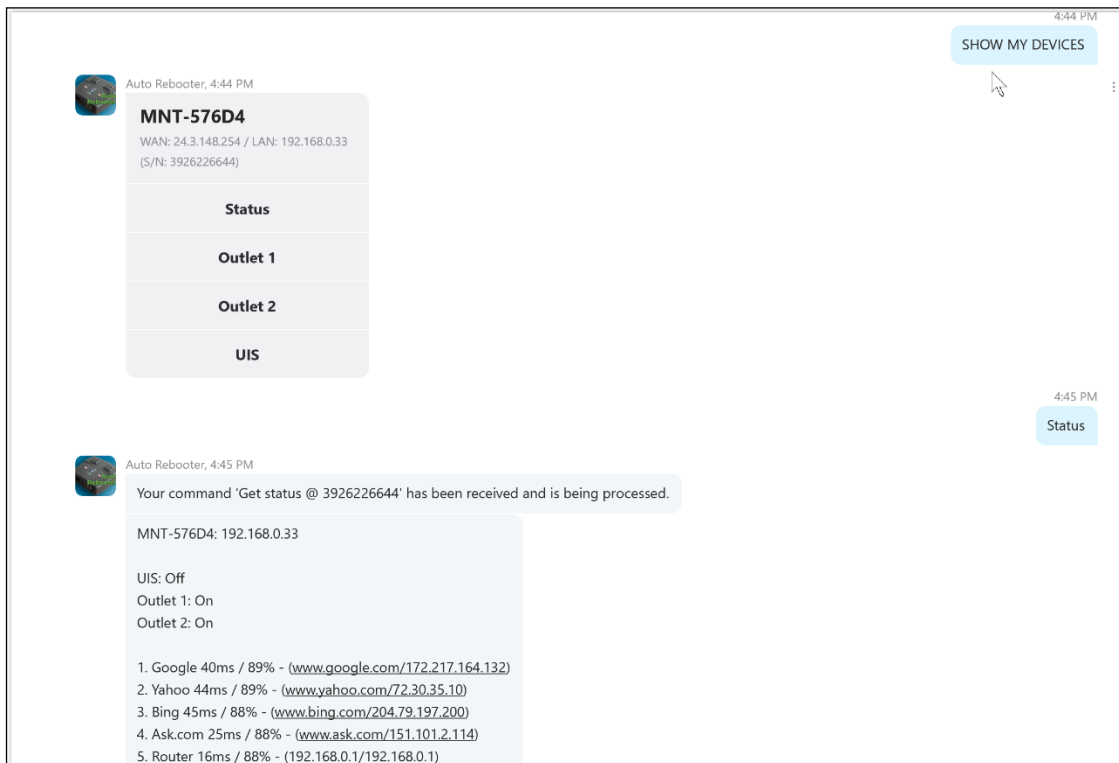 4:44 PM
SHOW MY DEVICES
Auto Rebooter, 4:44 PM
MNT-576D4
WAN: 24.3.148.254 / LAN: 192.168.0.33
(S/N: 3926226644)
Status
Outlet 1
Outlet 2
UIS
4:45 PM
Status
Auto Rebooter, 4:45 PM
Your command 'Get status @ 3926226644' has been received and is being processed.
MNT-576D4: 192.168.0.33
UIS: Off
Outlet 1: On
Outlet 2: On
1. Google 40ms / 89% - (www.google.com/172.217.164.132)
2. Yahoo 44ms / 89% - (www.yahoo.com/72.30.35.10)
3. Bing 45ms / 88% - (www.bing.com/204.79.197.200)
4. Ask.com 25ms / 88% - (www.ask.com/151.101.2.114)
5. Router 16ms / 88% - (192.168.0.1/192.168.0.1)